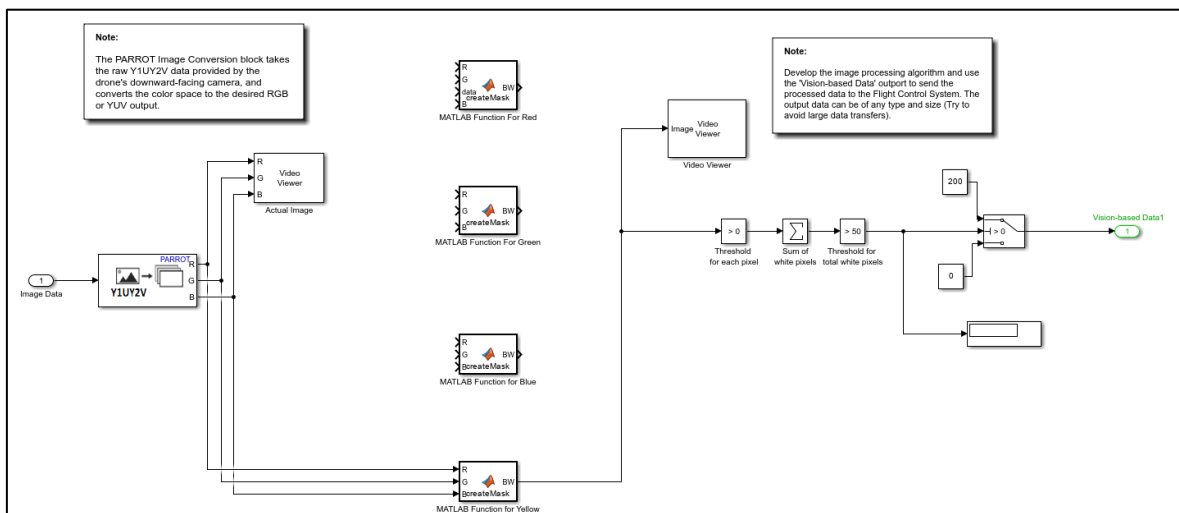 Note:
The PARROT Image Conversion block takes
the raw Y1UY2V data provided by the
drone's downward-facing camera, and
converts the color space to the desired RGB
or YUV output.
R
G
data
B
createMask
BW
MATLAB Function For Red
Note:
Develop the image processing algorithm and use
the 'Vision-based Data' outport to send the
processed data to the Flight Control System. The
output data can be of any type and size (Try to
avoid large data transfers).
Image
Video
Viewer
Video Viewer
R
G
B
Video
Viewer
Actual Image
R
G
B
createMask
BW
MATLAB Function For Green
200
> 0
Threshold
for each pixel
Sum of
white pixels
> 50
Threshold for
total white pixels
> 0
0
Vision-based Data1
1
1
Image Data
PARROT
Y1UY2V
R
G
B
R
G
B
createMask
BW
MATLAB Function for Blue
R
G
B
createMask
BW
MATLAB Function for Yellow